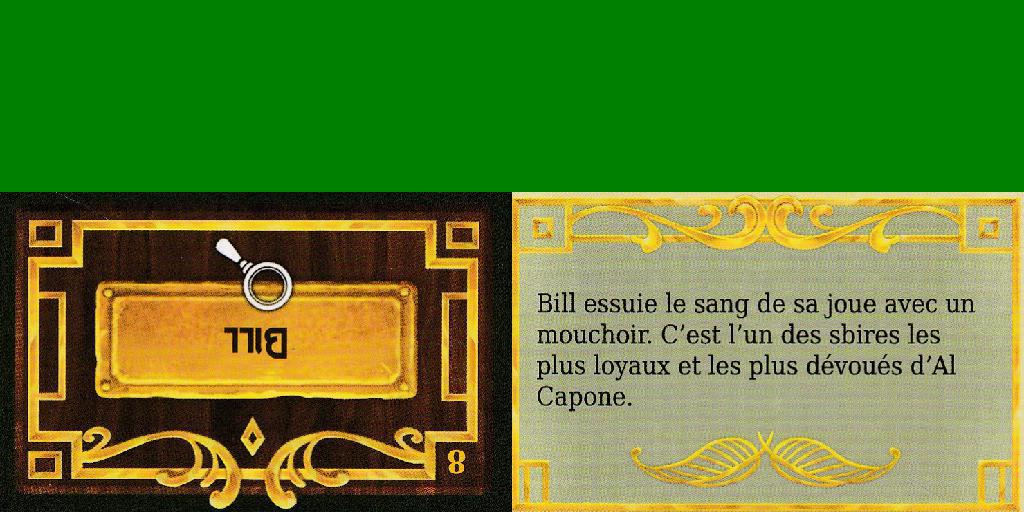 BILL
8
Bill essuie le sang de sa joue avec un
mouchoir. C’est l’un des sbires les
plus loyaux et les plus dévoués d’Al
Capone.